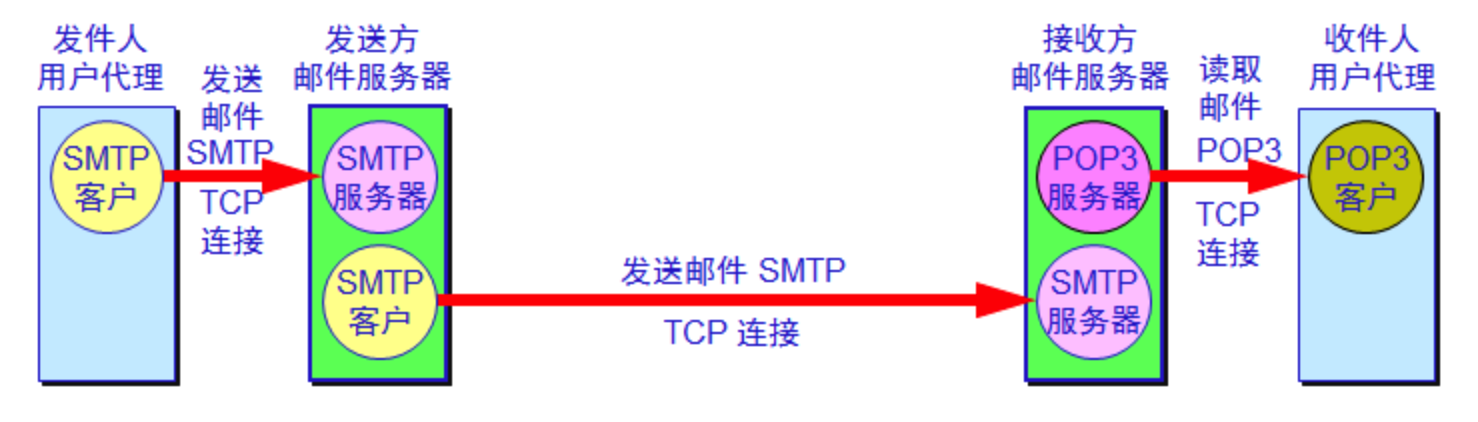 发件人
用户代理
发送
邮件
SMTP
TCP
连接
SMTP
客户
发送方
邮件服务器
SMTP
服务器
SMTP
客户
发送邮件 SMTP
TCP 连接
接收方
邮件服务器
POP3
服务器
SMTP
服务器
读取
邮件
POP3
TCP
连接
收件人
用户代理
POP3
客户